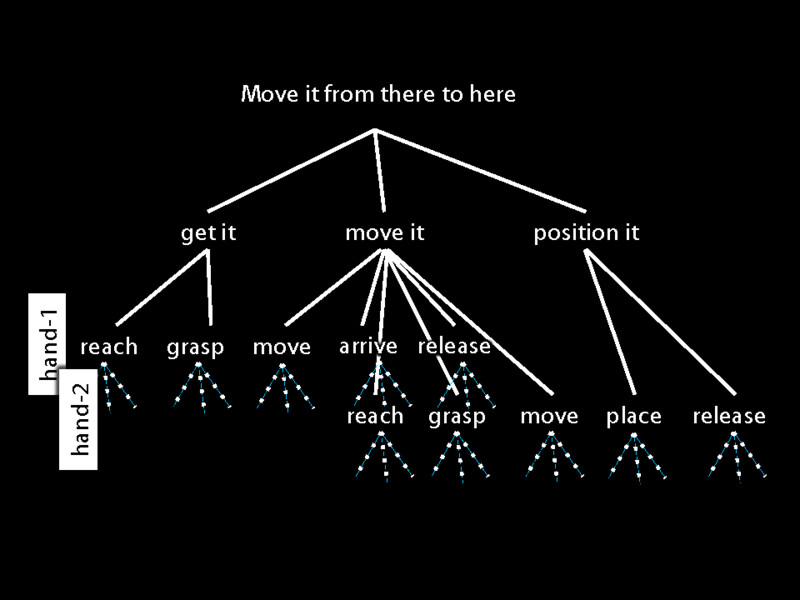 Move it from there to here
get it move it position it
hand-1
reach grasp move arrive release
hand-2
reach grasp move place release